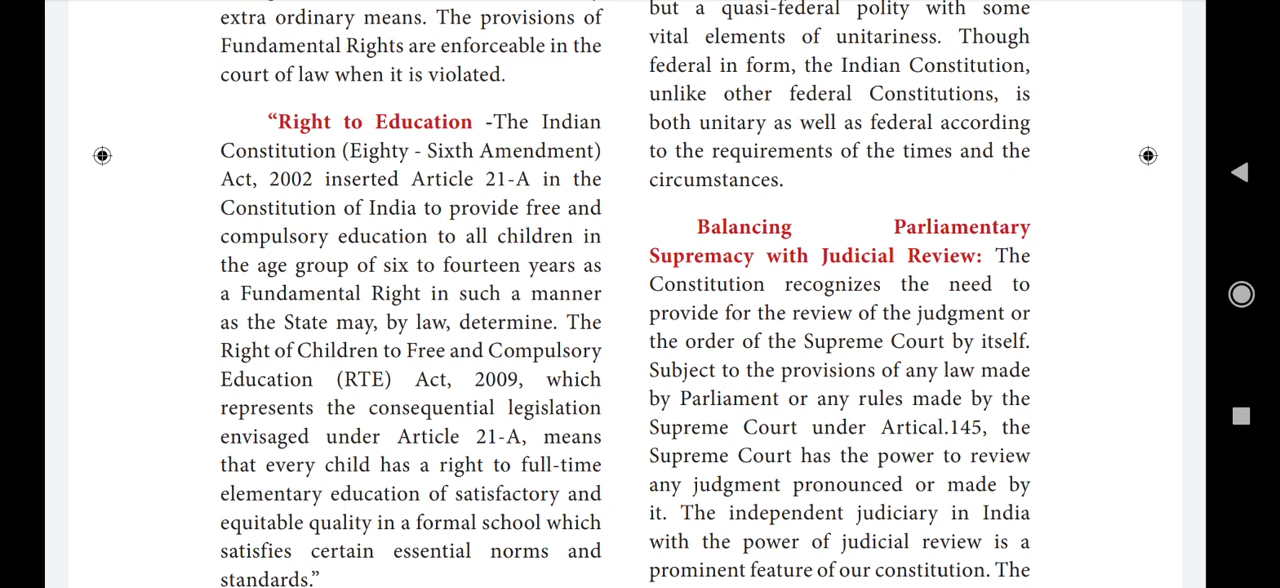 extra ordinary means. The provisions of
Fundamental Rights are enforceable in the
court of law when it is violated.
“Right to Education -The Indian
Constitution (Eighty - Sixth Amendment)
Act, 2002 inserted Article 21-A in the
Constitution of India to provide free and
compulsory education to all children in
the age group of six to fourteen years as
a Fundamental Right in such a manner
as the State may, by law, determine. The
Right of Children to Free and Compulsory
Education (RTE) Act, 2009, which
represents the consequential legislation
envisaged under Article 21-A, means
that every child has a right to full-time
elementary education of satisfactory and
equitable quality in a formal school which
satisfies certain essential norms and
standards.”
but a quasi-federal polity with some
vital elements of unitariness. Though
federal in form, the Indian Constitution,
unlike other federal Constitutions, is
both unitary as well as federal according
to the requirements of the times and the
circumstances.
Balancing Parliamentary
Supremacy with Judicial Review: The
Constitution recognizes the need to
provide for the review of the judgment or
the order of the Supreme Court by itself.
Subject to the provisions of any law made
by Parliament or any rules made by the
Supreme Court under Artical.145, the
Supreme Court has the power to review
any judgment pronounced or made by
it. The independent judiciary in India
with the power of judicial review is a
prominent feature of our constitution. The